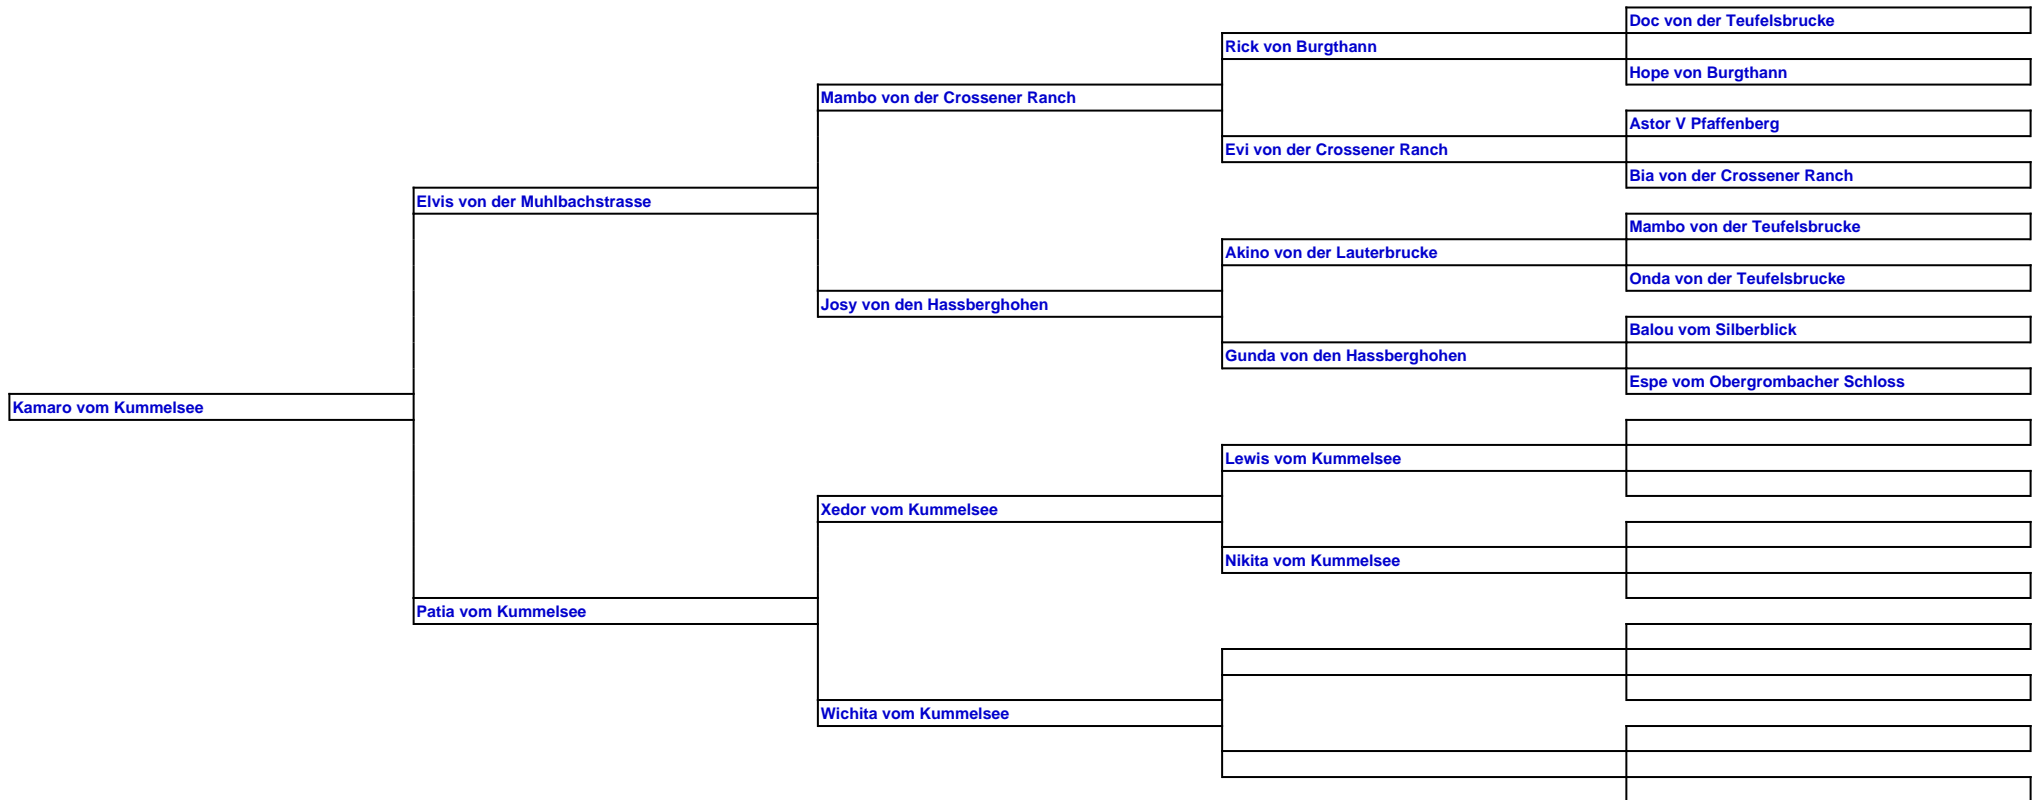 Doc von der Teufelsbrucke
Rick von Burgthann
Hope von Burgthann
Mambo von der Crossener Ranch
Astor V Pfaffenberg
Evi von der Crossener Ranch
Bia von der Crossener Ranch
Elvis von der Muhlbachstrasse
Mambo von der Teufelsbrucke
Akino von der Lauterbrucke
Onda von der Teufelsbrucke
Josy von den Hassberghohen
Balou vom Silberblick
Gunda von den Hassberghohen
Espe vom Obergrombacher Schloss
Kamaro vom Kummelsee
Lewis vom Kummelsee
Xedor vom Kummelsee
Nikita vom Kummelsee
Patia vom Kummelsee
Wichita vom Kummelsee